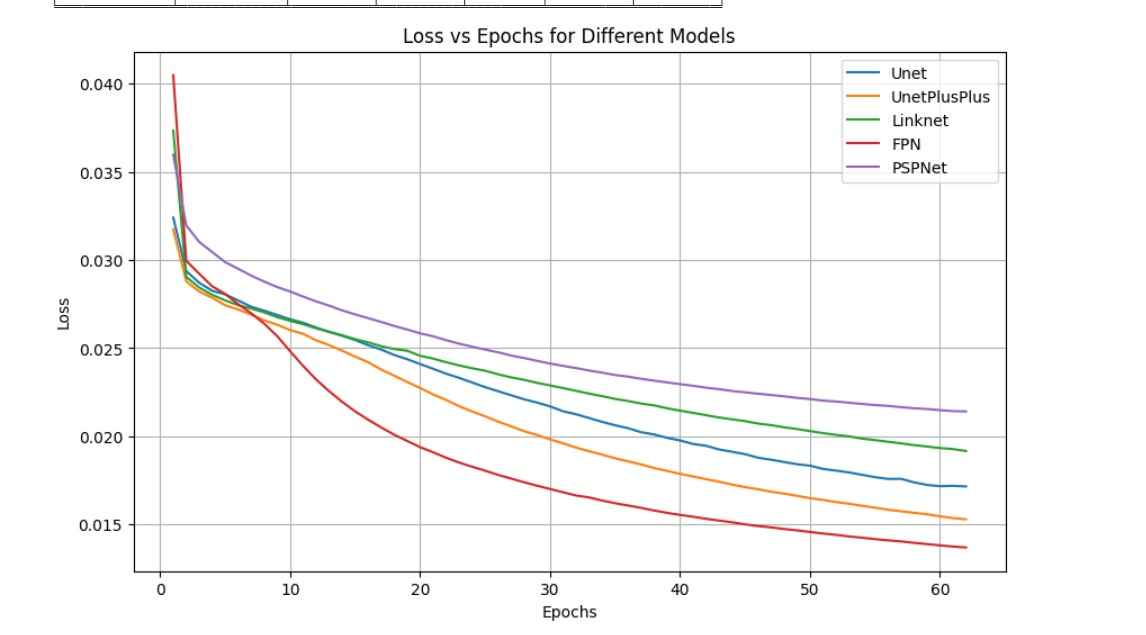 Loss vs Epochs for Different Models
Unet
UnetPlusPlus
Linknet
FPN
PSPNet
0.040
0.035
0.030
0.025
0.020
0.015
Loss
0 10 20 30 40 50 60
Epochs